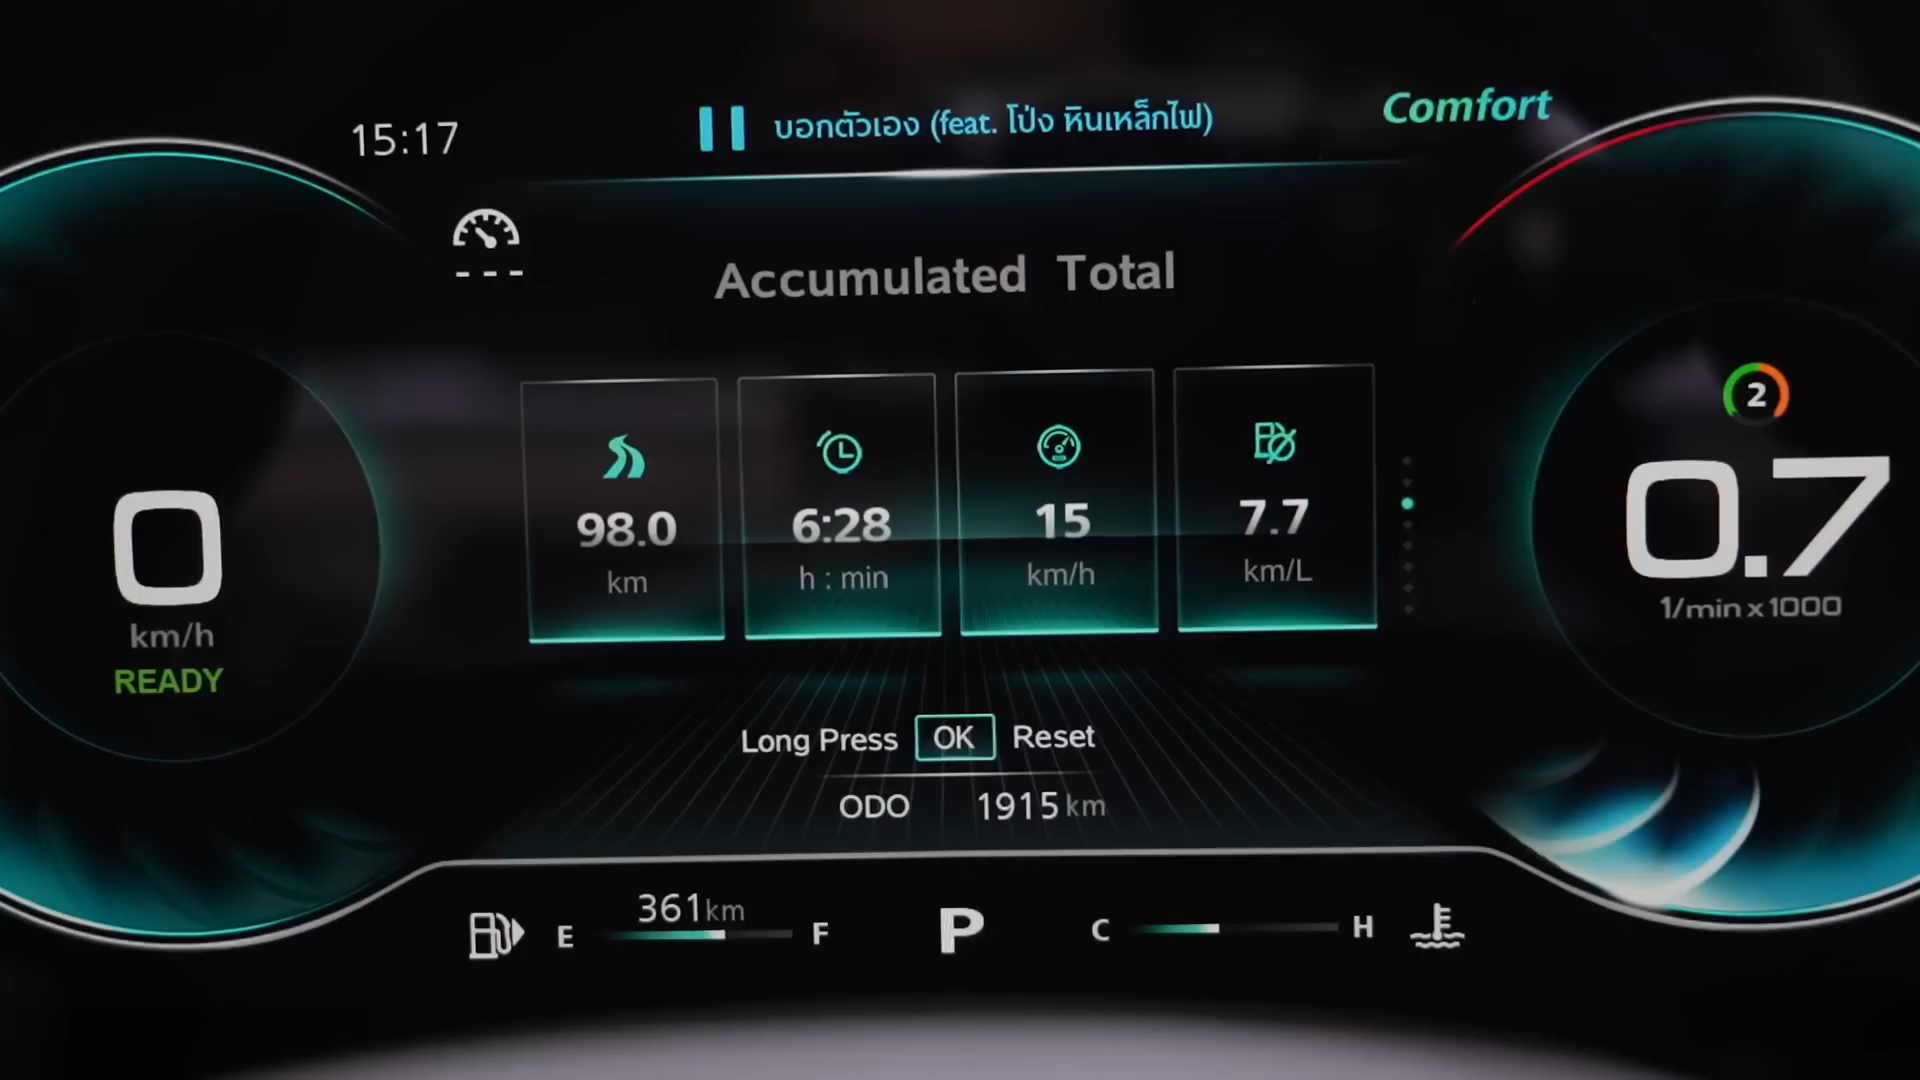 15:17
บอกตัวเอง (feat. โป่ง หินเหล็กไฟ)
Comfort
---
Accumulated Total
98.0
km
6:28
h : min
15
km/h
7.7
km/L
0
km/h
READY
2
0.7
1/min x 1000
Long Press OK Reset
ODO 1915 km
361 km
E F
P
C H